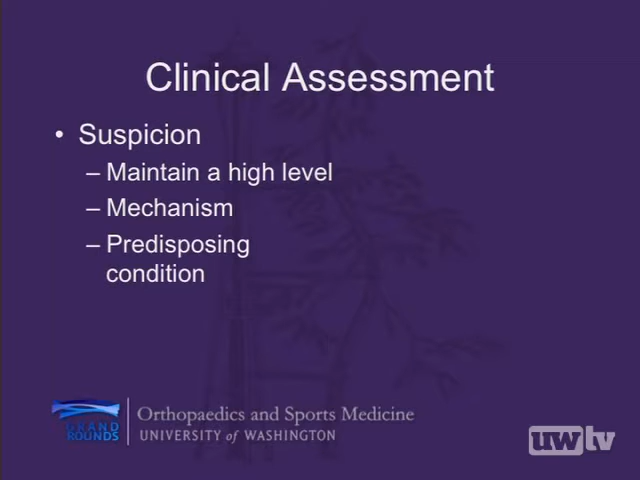 Clinical Assessment
• Suspicion
– Maintain a high level
– Mechanism
– Predisposing
condition
GRAND
ROUNDS
Orthopaedics and Sports Medicine
UNIVERSITY of WASHINGTON
uwtv